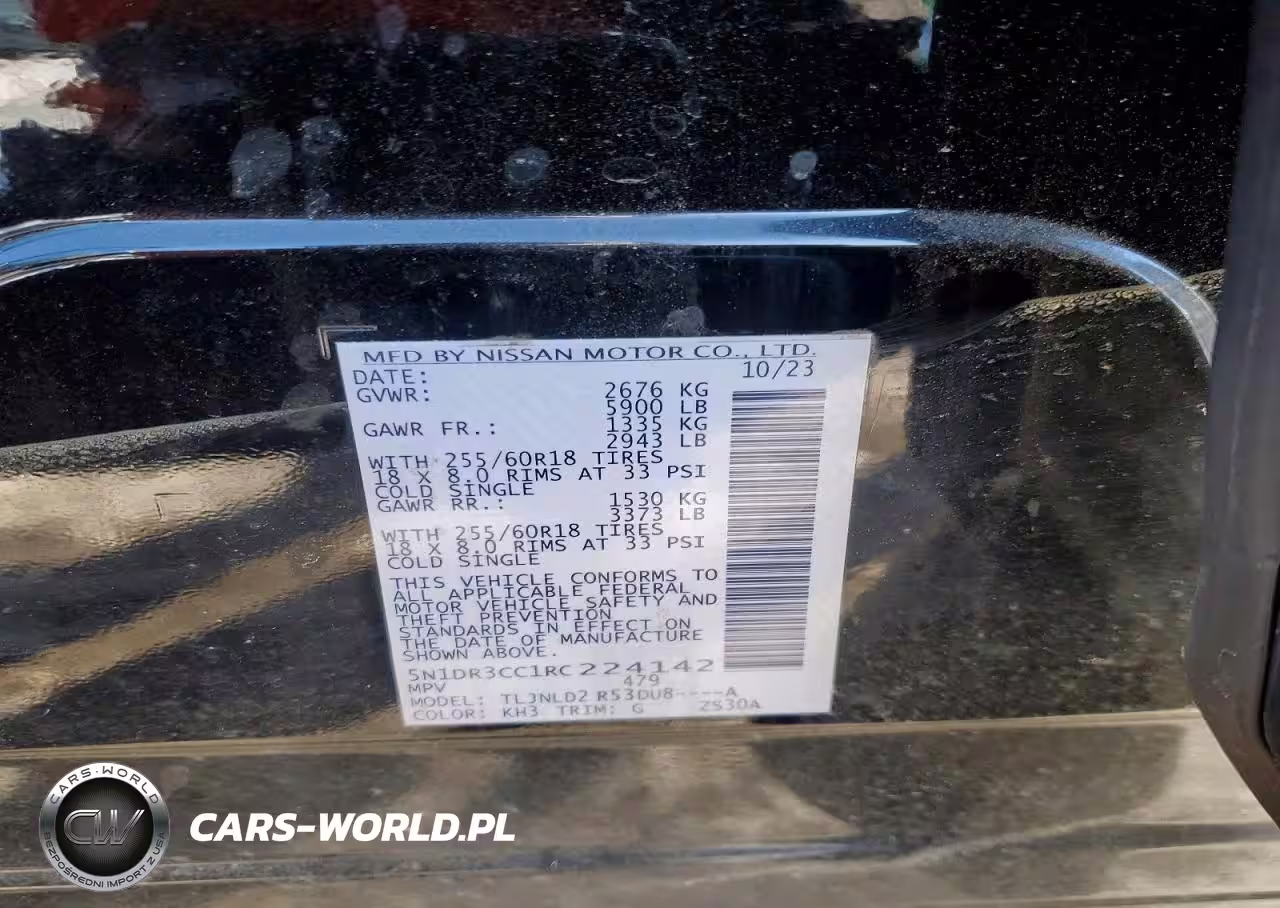 MFD BY NISSAN MOTOR CO., LTD.
DATE: 10/23
GVWR: 2676 KG
5900 LB
GAWR FR.: 1335 KG
2943 LB
WITH 255/60R18 TIRES
18 X 8.0 RIMS AT 33 PSI
COLD SINGLE
GAWR RR.: 1530 KG
3373 LB
WITH 255/60R18 TIRES
18 X 8.0 RIMS AT 33 PSI
COLD SINGLE
THIS VEHICLE CONFORMS TO
ALL APPLICABLE FEDERAL
MOTOR VEHICLE SAFETY AND
THEFT PREVENTION
STANDARDS IN EFFECT ON
THE DATE OF MANUFACTURE
SHOWN ABOVE.
5N1DR3CC1RC224142
MPV 479
MODEL: TLJNLD2 R53DU8----A
COLOR: KH3 TRIM: G ZS30A
CARS-WORLD
CW
BEZPOŚREDNI IMPORT Z USA
CARS-WORLD.PL